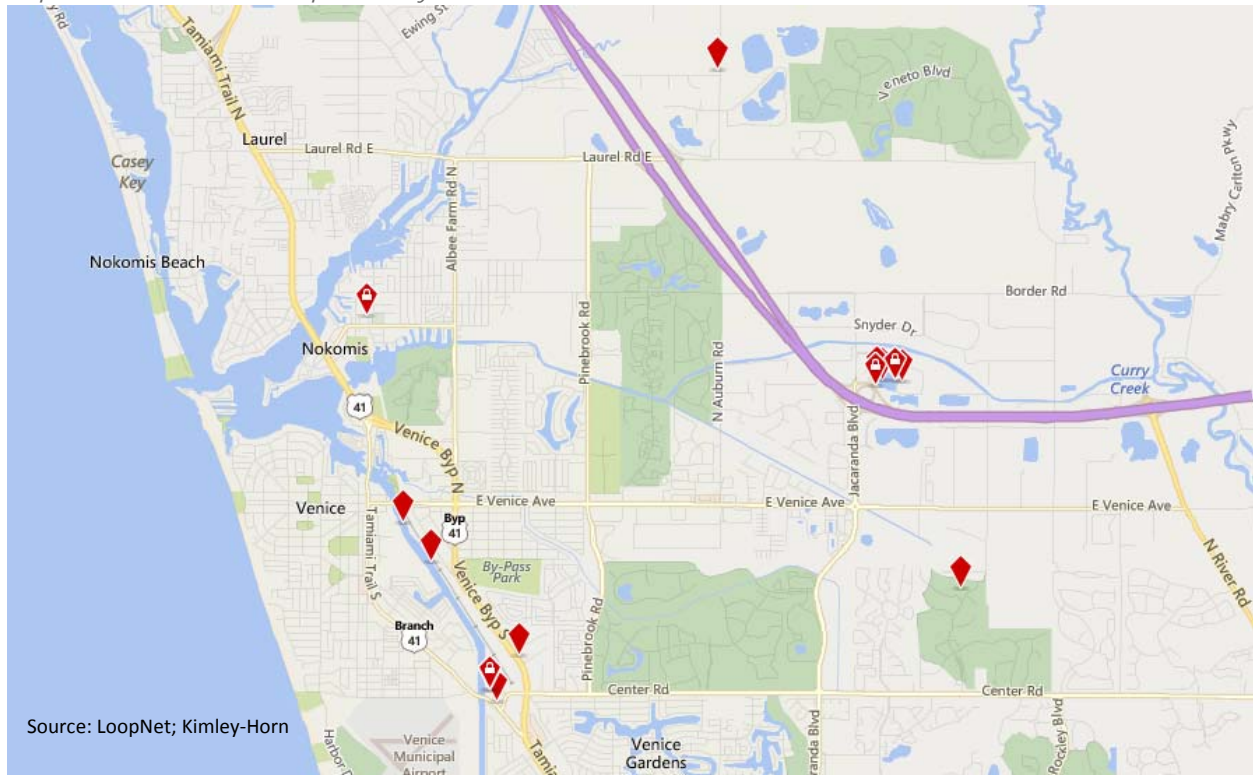 Ewing St
Tamiami Trail N
Veneto Blvd
Laurel
Laurel Rd E
Laurel Rd E
Casey
Key
Albee Farm Rd N
Mabry Carlton Pkwy
Nokomis Beach
Border Rd
Pinebrook Rd
Snyder Dr
Nokomis
N Auburn Rd
Curry
Creek
41
Jacaranda Blvd
Venice Byp N
E Venice Ave
E Venice Ave
E Venice Ave
Venice
Byp
41
Tamiami Trail S
By-Pass
Park
Venice Byp S
N River Rd
Branch
41
Pinebrook Rd
Center Rd
Center Rd
Source: LoopNet; Kimley-Horn
Venice
Municipal
Airport
Venice
Gardens
Rockley Blvd